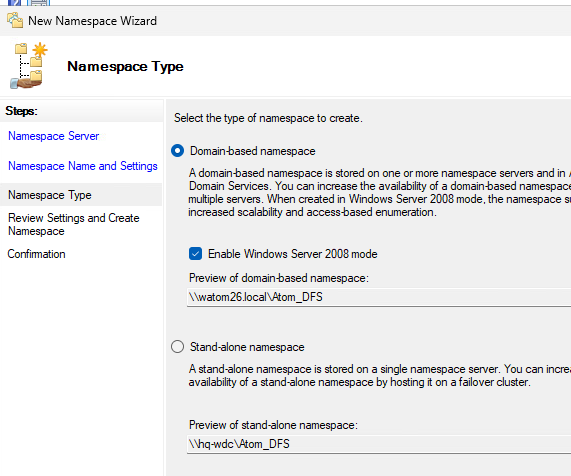 New Namespace Wizard
Namespace Type
Steps:
Namespace Server
Namespace Name and Settings
Namespace Type
Review Settings and Create
Namespace
Confirmation
Select the type of namespace to create.
Domain-based namespace
A domain-based namespace is stored on one or more namespace servers and in
Domain Services. You can increase the availability of a domain-based namespace
multiple servers. When created in Windows Server 2008 mode, the namespace
increased scalability and access-based enumeration.
Enable Windows Server 2008 mode
Preview of domain-based namespace:
\\watom26.local\Atom_DFS
Stand-alone namespace
A stand-alone namespace is stored on a single namespace server. You can
availability of a stand-alone namespace by hosting it on a failover cluster.
Preview of stand-alone namespace:
\\hq-wdc\Atom_DFS